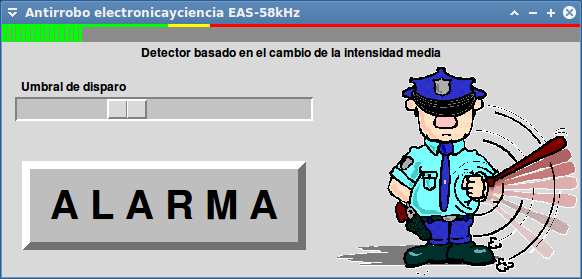 Antirrobo electronicayciencia EAS-58kHz
Detector basado en el cambio de la intensidad media
Umbral de disparo
ALARMA